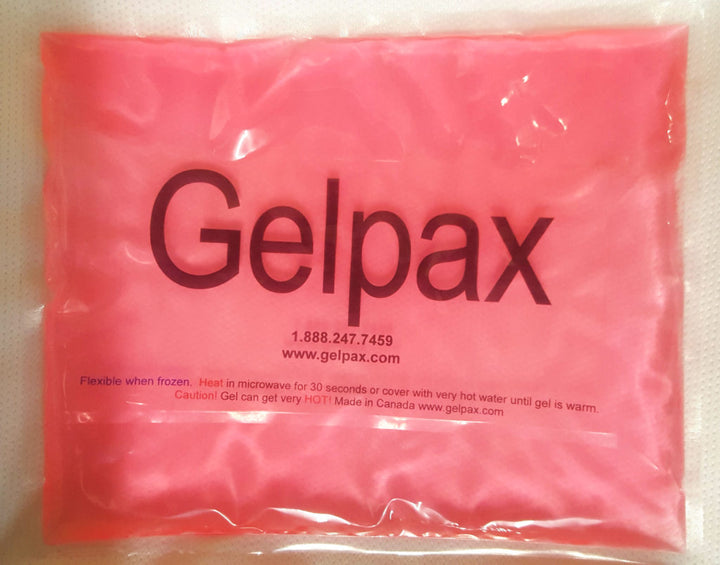 Gelpax
1.888.247.7459
www.gelpax.com
Flexible when frozen. Heat in microwave for 30 seconds or cover with very hot water until gel is warm.
Caution! Gel can get very HOT! Made in Canada www.gelpax.com